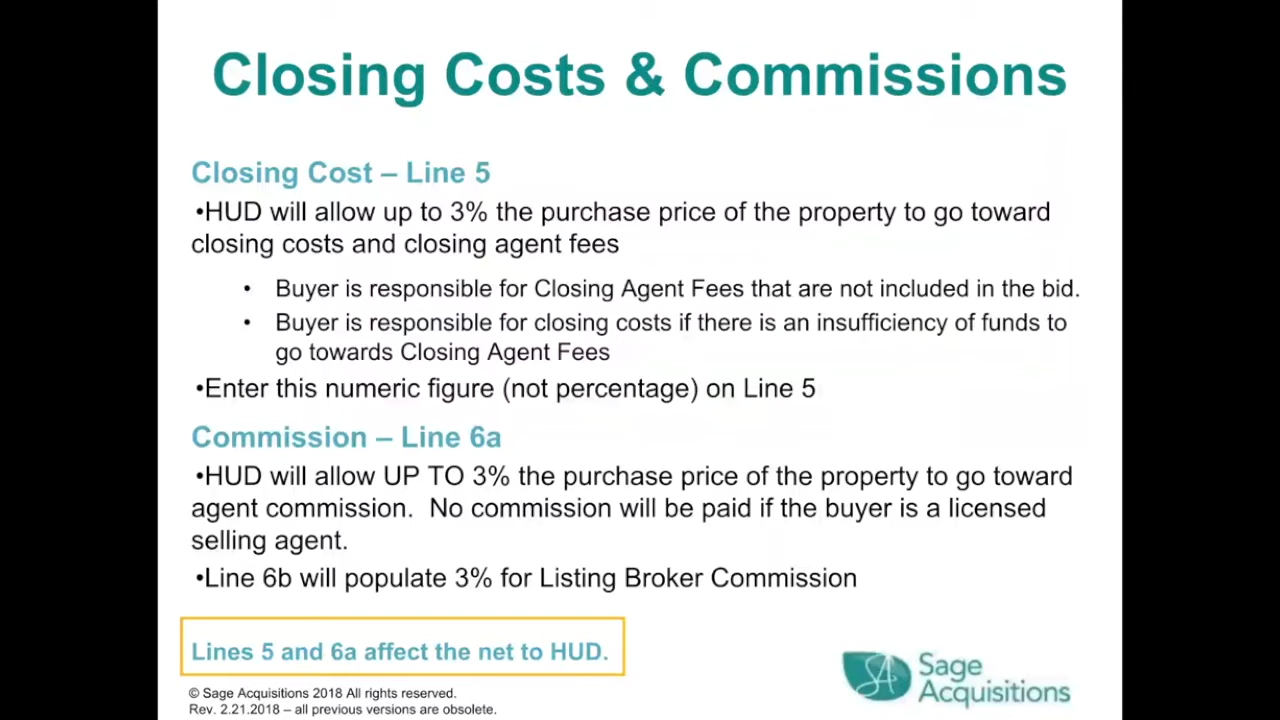 Closing Costs & Commissions
Closing Cost – Line 5
•HUD will allow up to 3% the purchase price of the property to go toward
closing costs and closing agent fees
• Buyer is responsible for Closing Agent Fees that are not included in the bid.
• Buyer is responsible for closing costs if there is an insufficiency of funds to
go towards Closing Agent Fees
•Enter this numeric figure (not percentage) on Line 5
Commission – Line 6a
•HUD will allow UP TO 3% the purchase price of the property to go toward
agent commission.  No commission will be paid if the buyer is a licensed
selling agent.
•Line 6b will populate 3% for Listing Broker Commission
Lines 5 and 6a affect the net to HUD.
© Sage Acquisitions 2018 All rights reserved.
Rev. 2.21.2018 – all previous versions are obsolete.
SA
Sage
Acquisitions